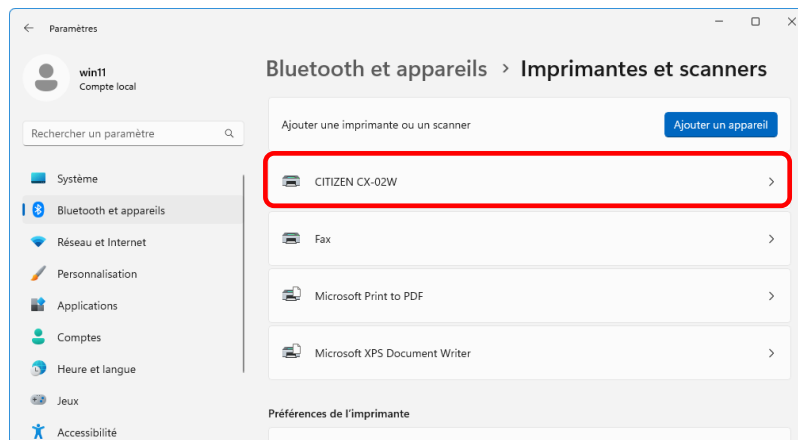 Paramètres
win11
Compte local
Rechercher un paramètre
Système
Bluetooth et appareils
Réseau et Internet
Personnalisation
Applications
Comptes
Heure et langue
Jeux
Accessibilité
Bluetooth et appareils > Imprimantes et scanners
Ajouter une imprimante ou un scanner
Ajouter un appareil
CITIZEN CX-02W
Fax
Microsoft Print to PDF
Microsoft XPS Document Writer
Préférences de l’imprimante